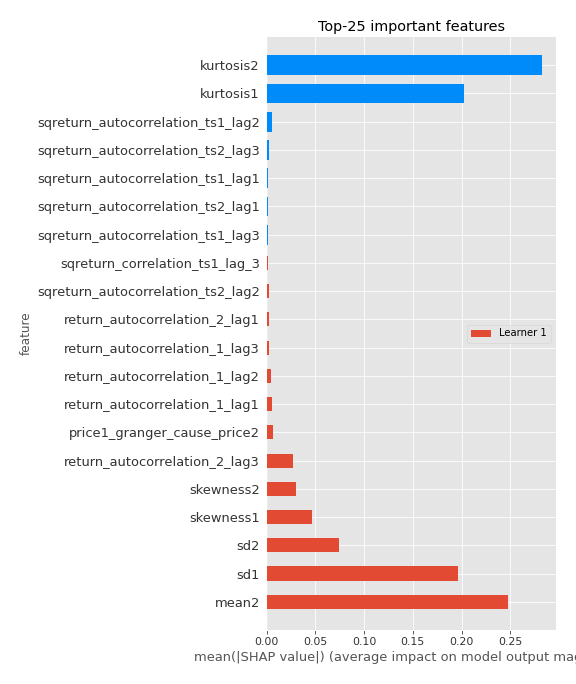 Top-25 important features
kurtosis2
kurtosis1
sqreturn_autocorrelation_ts1_lag2
sqreturn_autocorrelation_ts2_lag3
sqreturn_autocorrelation_ts1_lag1
sqreturn_autocorrelation_ts2_lag1
sqreturn_autocorrelation_ts1_lag3
sqreturn_correlation_ts1_lag_3
sqreturn_autocorrelation_ts2_lag2
return_autocorrelation_2_lag1
return_autocorrelation_1_lag3
return_autocorrelation_1_lag2
return_autocorrelation_1_lag1
price1_granger_cause_price2
return_autocorrelation_2_lag3
skewness2
skewness1
sd2
sd1
mean2
feature
Learner 1
0.00 0.05 0.10 0.15 0.20 0.25
mean(|SHAP value|) (average impact on model output mag